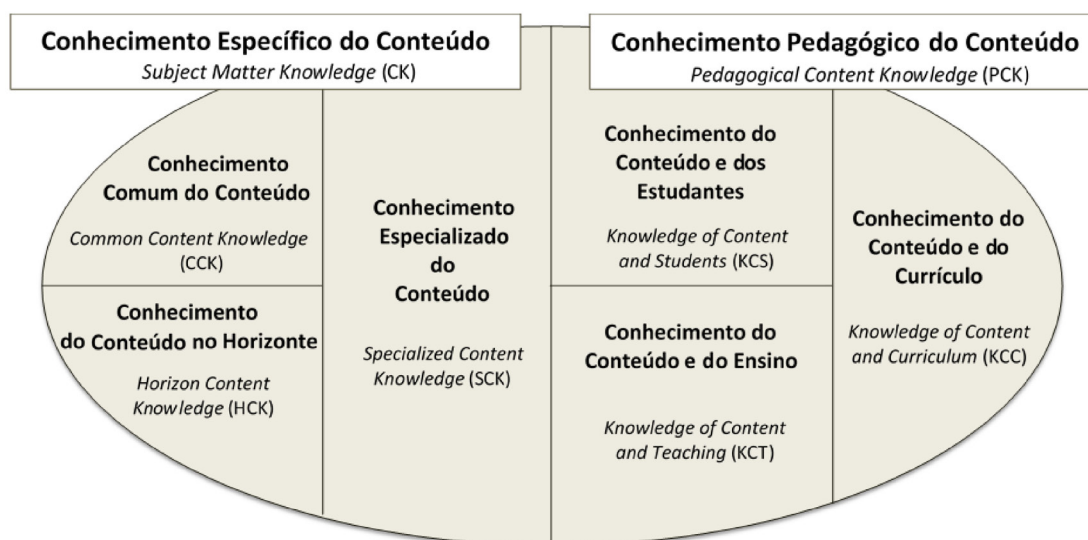 Conhecimento Específico do Conteúdo
Subject Matter Knowledge (CK)
Conhecimento Pedagógico do Conteúdo
Pedagogical Content Knowledge (PCK)
Conhecimento
Comum do Conteúdo
Common Content Knowledge
(CCK)
Conhecimento
do Conteúdo no Horizonte
Horizon Content
Knowledge (HCK)
Conhecimento
Especializado
do
Conteúdo
Specialized Content
Knowledge (SCK)
Conhecimento do
Conteúdo e dos
Estudantes
Knowledge of Content
and Students (KCS)
Conhecimento do
Conteúdo e do Ensino
Knowledge of Content
and Teaching (KCT)
Conhecimento do
Conteúdo e do
Currículo
Knowledge of Content
and Curriculum (KCC)